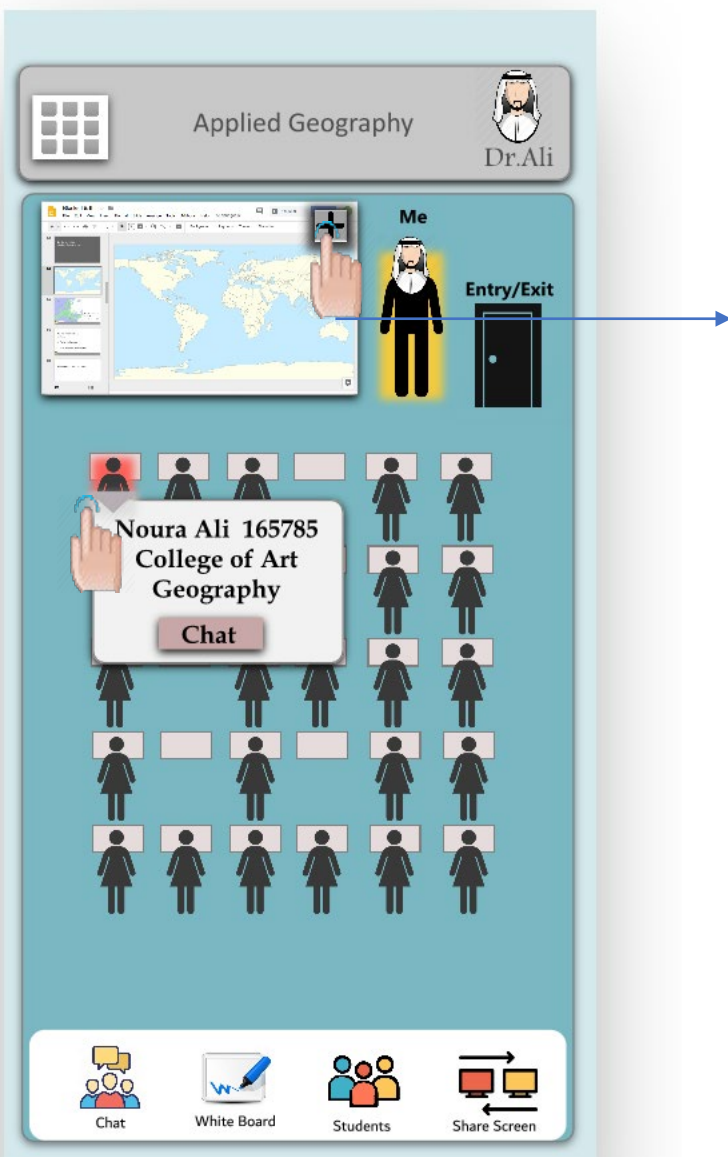 Applied Geography
Dr.Ali
Me
Entry/Exit
Noura Ali 165785
College of Art
Geography
Chat
Chat
White Board
Students
Share Screen